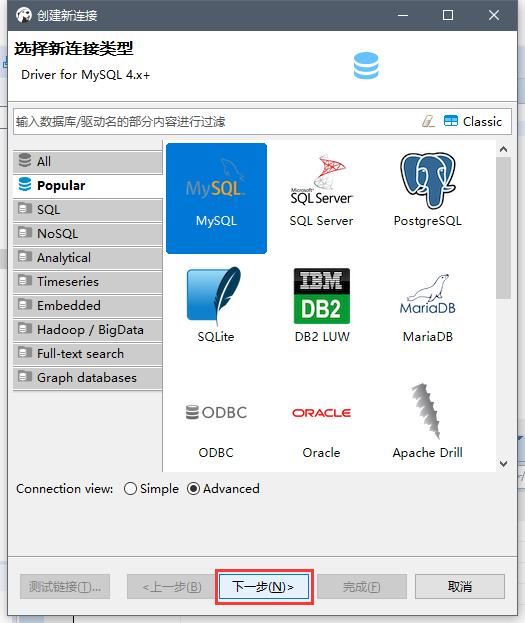 创建新连接
选择新连接类型
Driver for MySQL 4.x+
输入数据库/驱动名的部分内容进行过滤
Classic
All
Popular
SQL
NoSQL
Analytical
Timeseries
Embedded
Hadoop / BigData
Full-text search
Graph databases
MySQL
MySQL
Microsoft
SQL Server
SQL Server
PostgreSQL
SQLite
IBM
DB2
DB2 LUW
MariaDB
MariaDB
ODBC
ODBC
ORACLE
Oracle
Apache Drill
Connection view:
Simple
Advanced
测试链接(T)...
<上一步(B)
下一步(N)>
完成(F)
取消